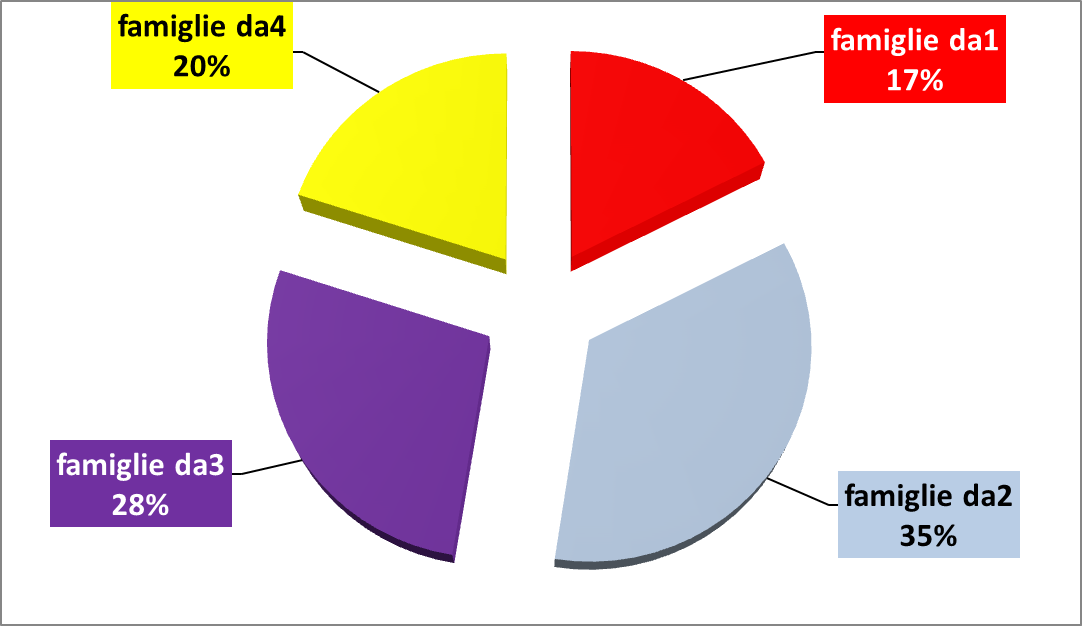 famiglie da4
20%
famiglie da1
17%
famiglie da3
28%
famiglie da2
35%